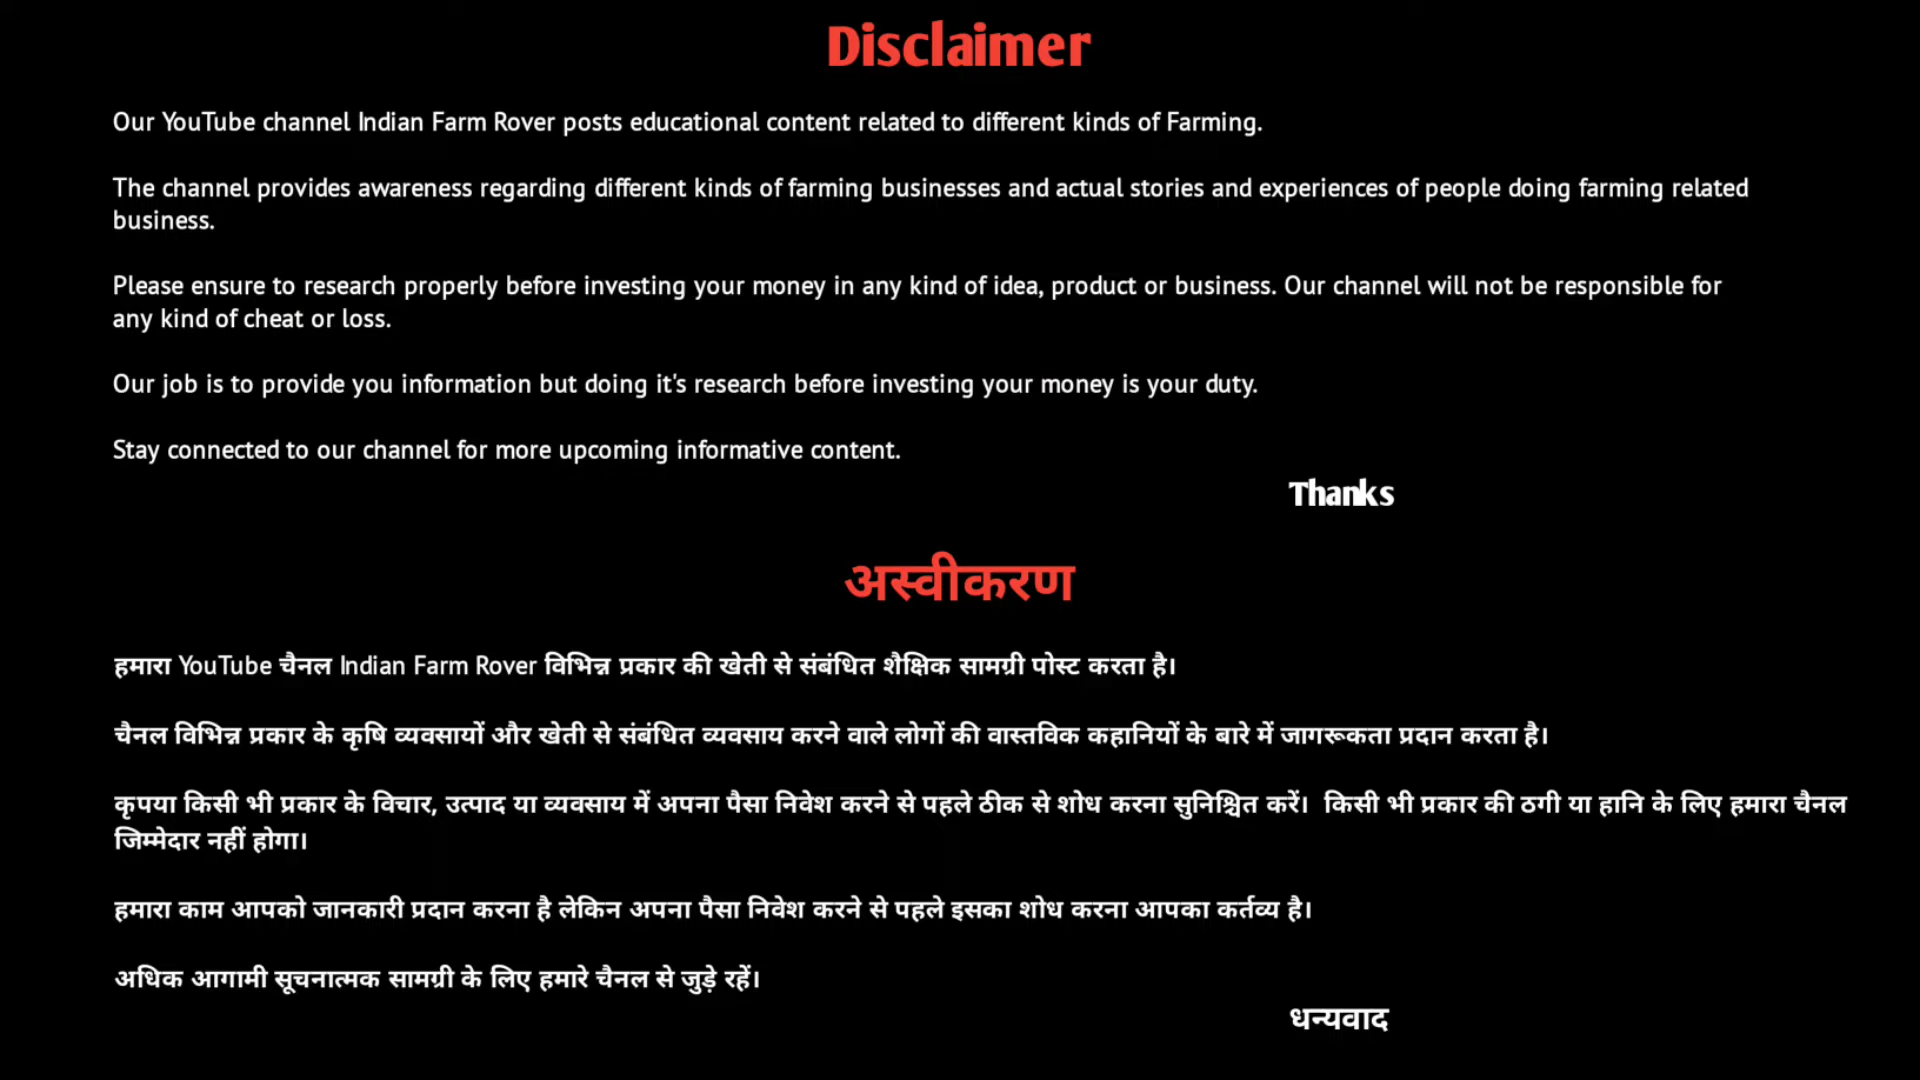 Disclaimer
Our YouTube channel Indian Farm Rover posts educational content related to different kinds of Farming.
The channel provides awareness regarding different kinds of farming businesses and actual stories and experiences of people doing farming related
business.
Please ensure to research properly before investing your money in any kind of idea, product or business. Our channel will not be responsible for
any kind of cheat or loss.
Our job is to provide you information but doing it's research before investing your money is your duty.
Stay connected to our channel for more upcoming informative content.
Thanks
अस्वीकरण
हमारा YouTube चैनल Indian Farm Rover विभिन्न प्रकार की खेती से संबंधित शैक्षिक सामग्री पोस्ट करता है।
चैनल विभिन्न प्रकार के कृषि व्यवसायों और खेती से संबंधित व्यवसाय करने वाले लोगों की वास्तविक कहानियों के बारे में जागरूकता प्रदान करता है।
कृपया किसी भी प्रकार के विचार, उत्पाद या व्यवसाय में अपना पैसा निवेश करने से पहले ठीक से शोध करना सुनिश्चित करें।  किसी भी प्रकार की ठगी या हानि के लिए हमारा चैनल
जिम्मेदार नहीं होगा।
हमारा काम आपको जानकारी प्रदान करना है लेकिन अपना पैसा निवेश करने से पहले इसका शोध करना आपका कर्तव्य है।
अधिक आगामी सूचनात्मक सामग्री के लिए हमारे चैनल से जुड़े रहें।
धन्यवाद